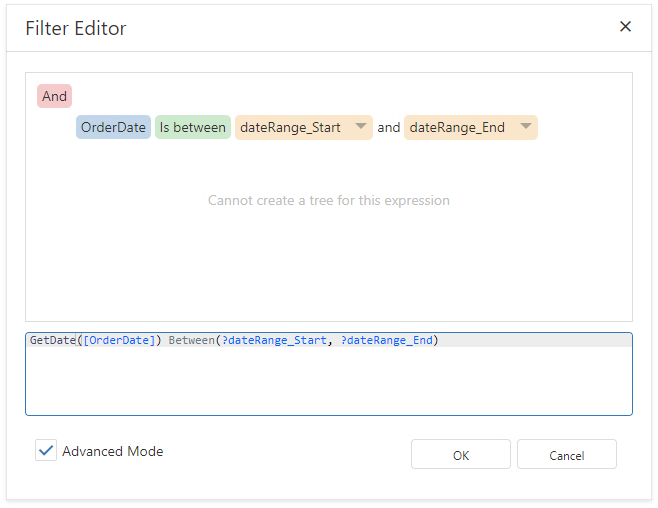 Filter Editor
And
OrderDate Is between dateRange_Start and dateRange_End
Cannot create a tree for this expression
GetDate([OrderDate]) Between(?dateRange_Start, ?dateRange_End)
Advanced Mode OK Cancel